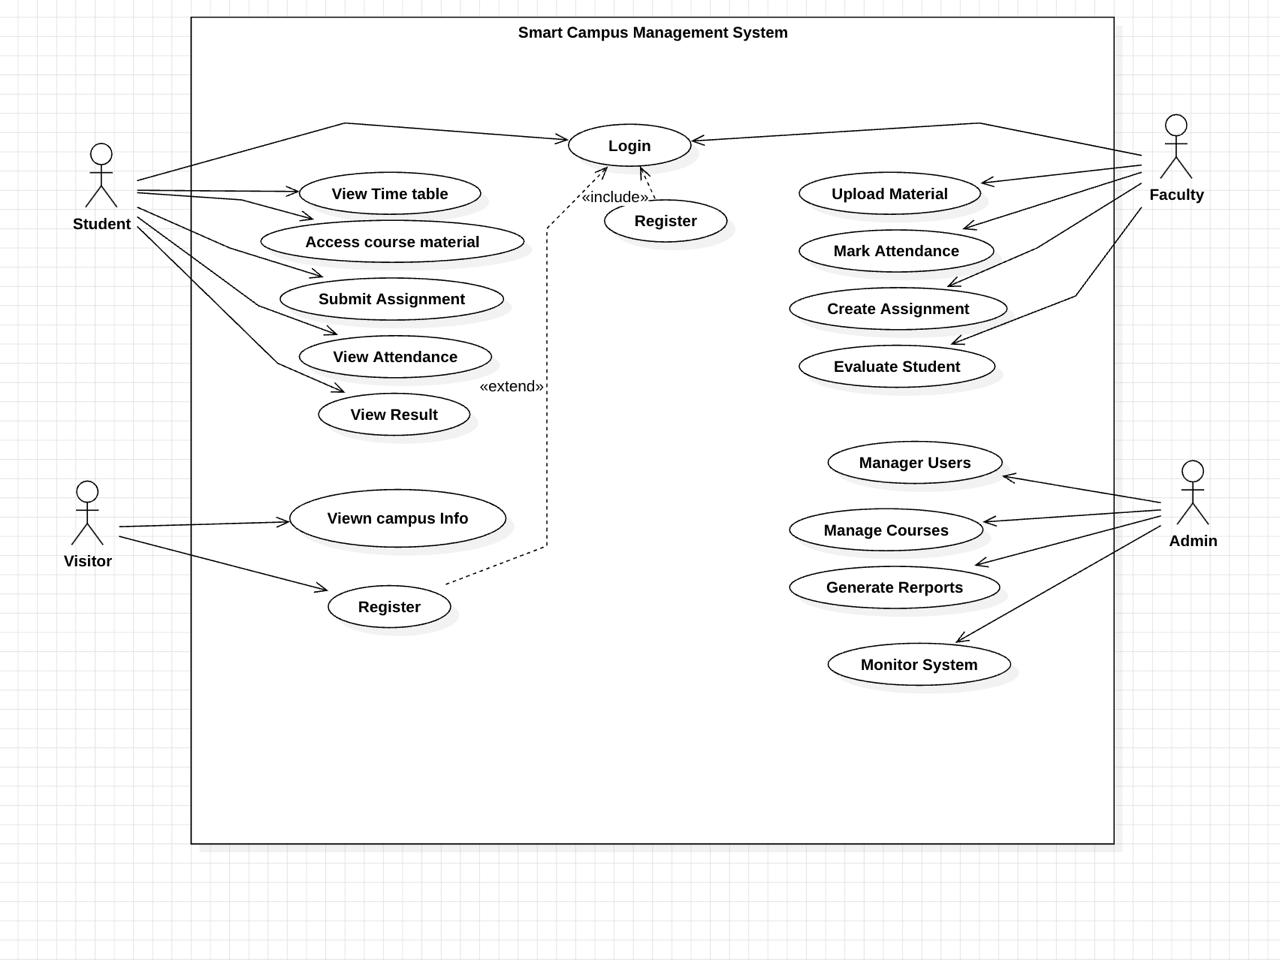 Smart Campus Management System
Login
«include»
Register
Student
View Time table
Access course material
Submit Assignment
View Attendance
View Result
«extend»
Visitor
Viewn campus Info
Register
Faculty
Upload Material
Mark Attendance
Create Assignment
Evaluate Student
Admin
Manager Users
Manage Courses
Generate Rerports
Monitor System